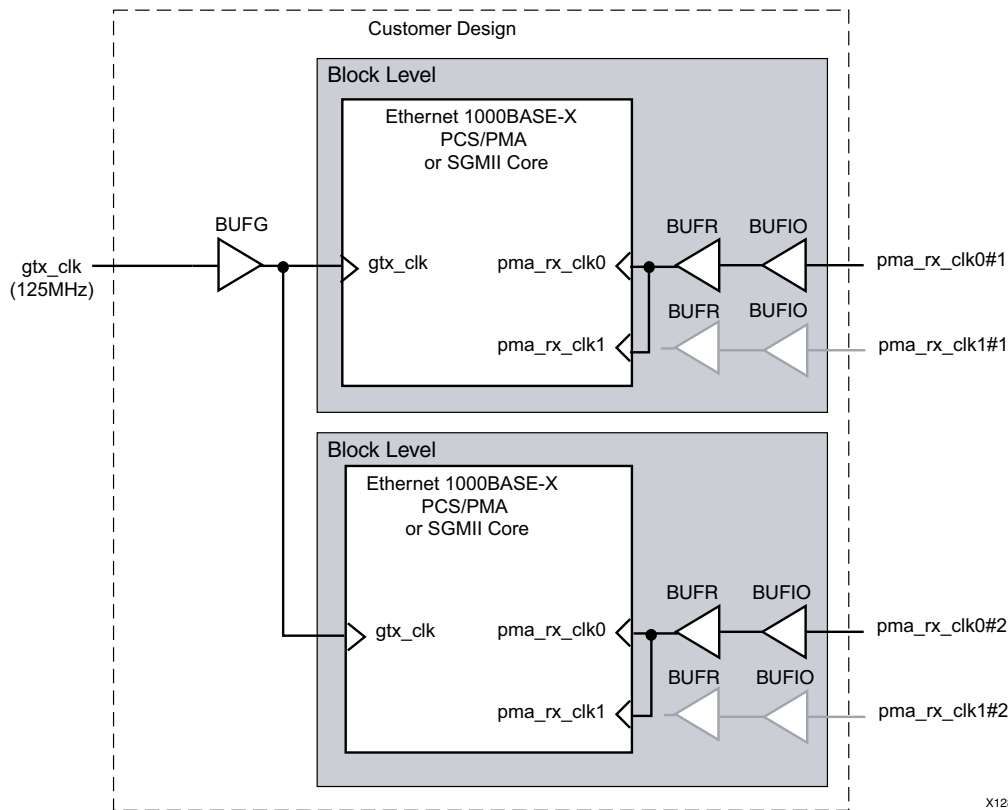 Customer Design
Block Level
Ethernet 1000BASE-X
PCS/PMA
or SGMII Core
BUFG
gtx_clk
(125MHz)
gtx_clk
pma_rx_clk0
BUFR
BUFIO
pma_rx_clk0#1
BUFR
BUFIO
pma_rx_clk1
pma_rx_clk1#1
Block Level
Ethernet 1000BASE-X
PCS/PMA
or SGMII Core
gtx_clk
pma_rx_clk0
BUFR
BUFIO
pma_rx_clk0#2
BUFR
BUFIO
pma_rx_clk1
pma_rx_clk1#2
X12